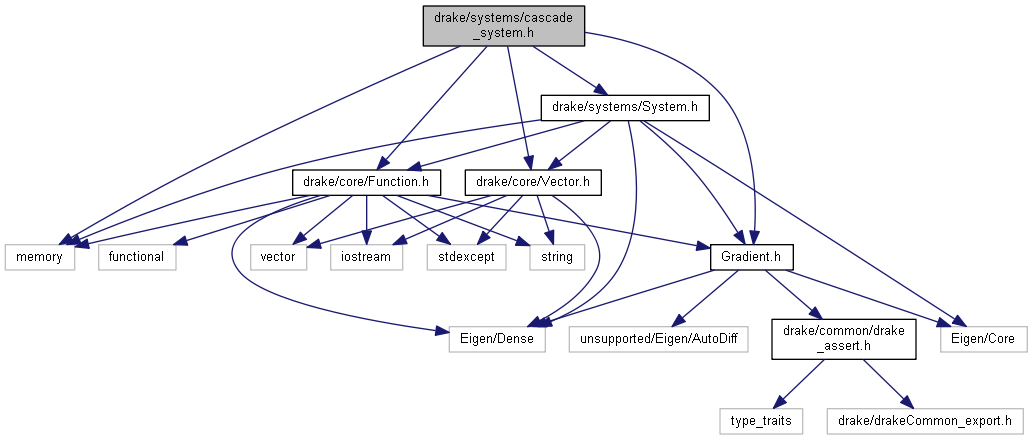 drake/systems/cascade
_system.h
drake/systems/System.h
drake/core/Function.h
drake/core/Vector.h
memory
functional
vector
iostream
stdexcept
string
Gradient.h
Eigen/Dense
unsupported/Eigen/AutoDiff
drake/common/drake
_assert.h
Eigen/Core
type_traits
drake/drakeCommon_export.h